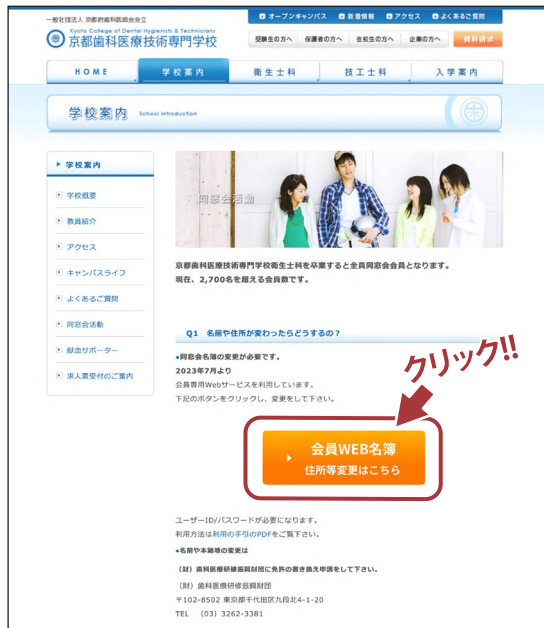 一般社団法人 京都府歯科医師会会立
Kyoto College of Dental Hygienists & Technicians
京都歯科医療技術専門学校
オープンキャンパス 新着情報 アクセス よくあるご質問
受験生の方へ 保護者の方へ 在校生の方へ 企業の方へ 資料請求
HOME 学校案内 衛生士科 技工士科 入学案内
学校案内 School introduction
学校案内
学校概要
教員紹介
アクセス
キャンパスライフ
よくあるご質問
同窓会活動
献血サポーター
求人票受付のご案内
同窓会活動
京都歯科医療技術専門学校衛生士科を卒業すると全員同窓会会員となります。
現在、2,700名を超える会員数です。
Q1 名前や住所が変わったらどうするの？
●同窓会名簿の変更が必要です。
2023年7月より
会員専用Webサービスを利用しています。
下記のボタンをクリックし、変更をして下さい。
クリック!!
会員WEB名簿
住所等変更はこちら
ユーザーID/パスワードが必要になります。
利用方法は利用の手引のPDFをご覧下さい。
●名前や本籍地の変更は
（財）歯科医療研修振興財団に免許の書き換え申請をして下さい。
（財）歯科医療研修振興財団
〒102-8502 東京都千代田区九段北4-1-20
TEL （03）3262-3381